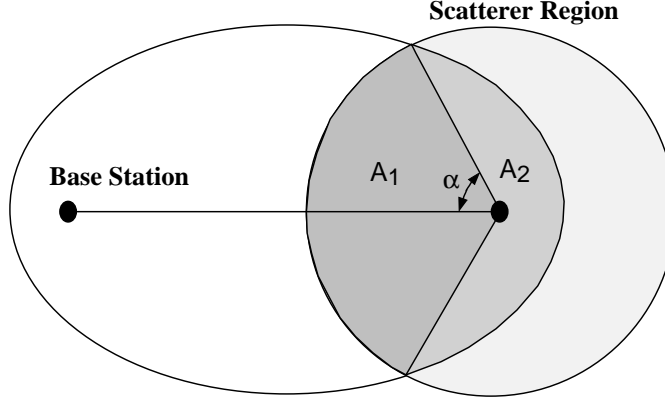 Scatterer Region
Base Station
A1
α
A2